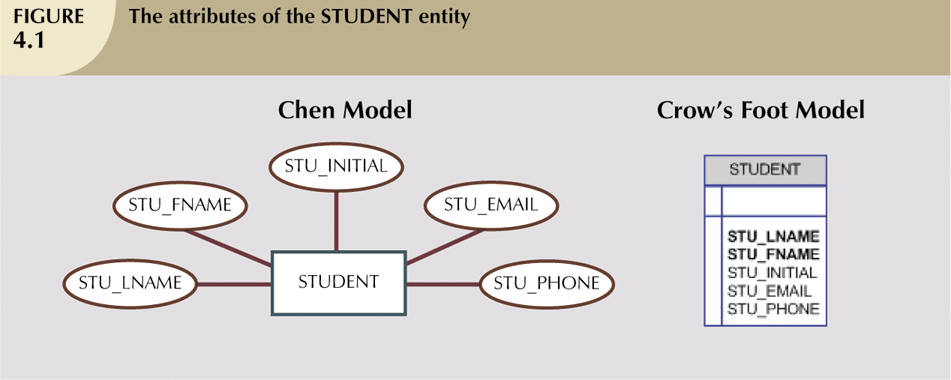 FIGURE
4.1
The attributes of the STUDENT entity
Chen Model
Crow's Foot Model
STU_INITIAL
STU_FNAME
STU_EMAIL
STU_LNAME
STUDENT
STU_PHONE
STUDENT
STU_LNAME
STU_FNAME
STU_INITIAL
STU_EMAIL
STU_PHONE